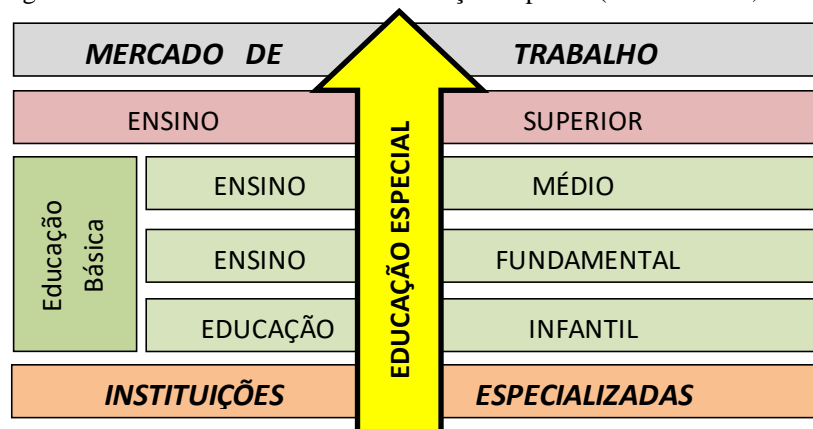 MERCADO DE TRABALHO
ENSINO SUPERIOR
Educação
Básica
ENSINO MÉDIO
ENSINO FUNDAMENTAL
EDUCAÇÃO INFANTIL
INSTITUIÇÕES ESPECIALIZADAS
EDUCAÇÃO ESPECIAL